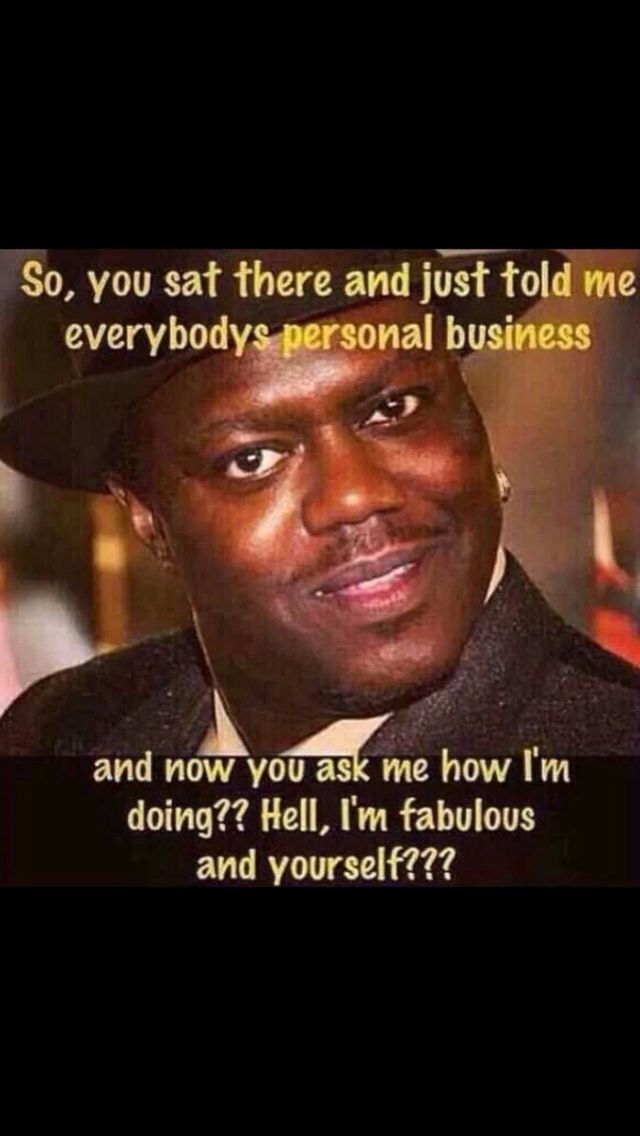 So, you sat there and just told me
everybodys personal business
and now you ask me how I'm
doing?? Hell, I'm fabulous
and yourself???